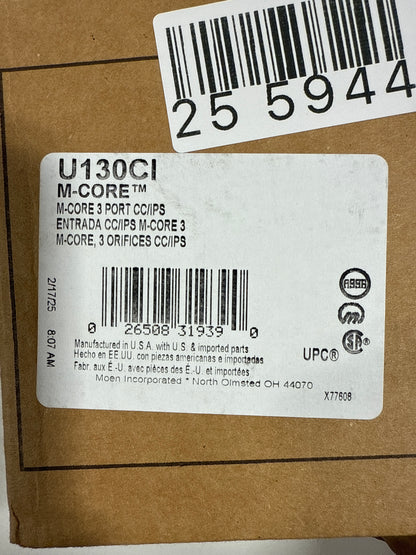 25 5944
U130CI
M-CORE™
M-CORE 3 PORT CC/IPS
ENTRADA CC/IPS M-CORE 3
M-CORE, 3 ORIFICES CC/IPS
2/17/25 8:07 AM
0 26508 31939 0
Manufactured in U.S.A. with U.S. & imported parts
Hecho en EE.UU. con piezas americanas e importadas
Fabr. aux É.-U. avec pièces des É.-U. et importées
Moen Incorporated * North Olmsted OH 44070
UPC®
X77608